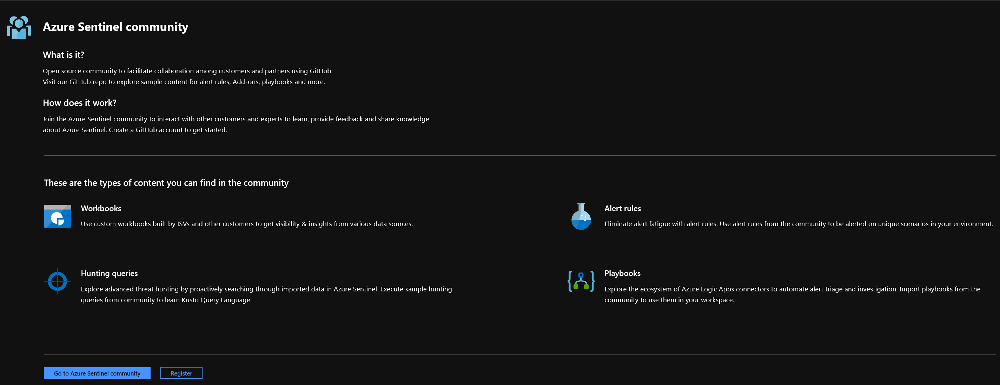 Azure Sentinel community
What is it?
Open source community to facilitate collaboration among customers and partners using GitHub.
Visit our GitHub repo to explore sample content for alert rules, Add-ons, playbooks and more.
How does it work?
Join the Azure Sentinel community to interact with other customers and experts to learn, provide feedback and share knowledge
about Azure Sentinel. Create a GitHub account to get started.
These are the types of content you can find in the community
Workbooks
Use custom workbooks built by ISVs and other customers to get visibility & insights from various data sources.
Alert rules
Eliminate alert fatigue with alert rules. Use alert rules from the community to be alerted on unique scenarios in your environment.
Hunting queries
Explore advanced threat hunting by proactively searching through imported data in Azure Sentinel. Execute sample hunting
queries from community to learn Kusto Query Language.
Playbooks
Explore the ecosystem of Azure Logic Apps connectors to automate alert triage and investigation. Import playbooks from the
community to use them in your workspace.
Go to Azure Sentinel community
Register